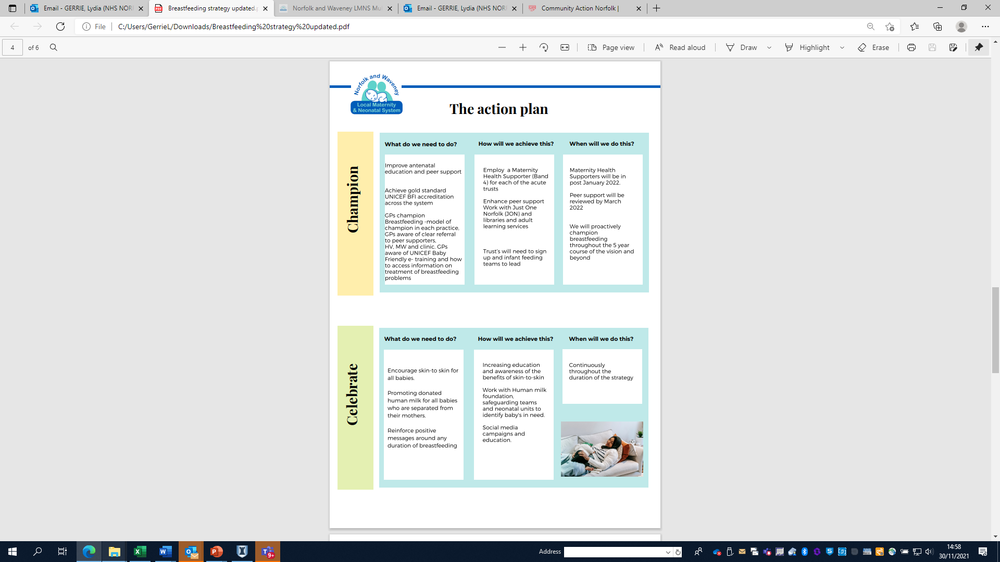 Email - GERRIE, Lydia (NHS NORF
Breastfeeding strategy updated.p
Norfolk and Waveney LMNS Mul
Email - GERRIE, Lydia (NHS NORF
Community Action Norfolk |
File
C:/Users/GerrieL/Downloads/Breastfeeding%20strategy%20updated.pdf
4
of 6
Page view
Read aloud
Draw
Highlight
Erase
Norfolk and Waveney
Local Maternity
& Neonatal System
The action plan
Champion
What do we need to do?
Improve antenatal
education and peer support
Achieve gold standard
UNICEF BFI accreditation
across the system
GPs champion
Breastfeeding -model of
champion in each practice,
GPs aware of clear referral
to peer supporters,
HV, MW and clinic. GPs
aware of UNICEF Baby
Friendly e- training and how
to access information on
treatment of breastfeeding
problems
How will we achieve this?
Employ  a Maternity
Health Supporter (Band
4) for each of the acute
trusts
Enhance peer support
Work with Just One
Norfolk (JON) and
libraries and adult
learning services
Trust's will need to sign
up and infant feeding
teams to lead
When will we do this?
Maternity Health
Supporters will be in
post January 2022.
Peer support will be
reviewed by March
2022
We will proactively
champion
breastfeeding
throughout the 5 year
course of the vision and
beyond
Celebrate
What do we need to do?
Encourage skin-to skin for
all babies.
Promoting donated
human milk for all babies
who are separated from
their mothers.
Reinforce positive
messages around any
duration of breastfeeding
How will we achieve this?
Increasing education
and awareness of the
benefits of skin-to-skin
Work with Human milk
foundation,
safeguarding teams
and neonatal units to
identify baby's in need.
Social media
campaigns and
education.
When will we do this?
Continuously
throughout the
duration of the strategy
9+
Address
14:58
30/11/2021